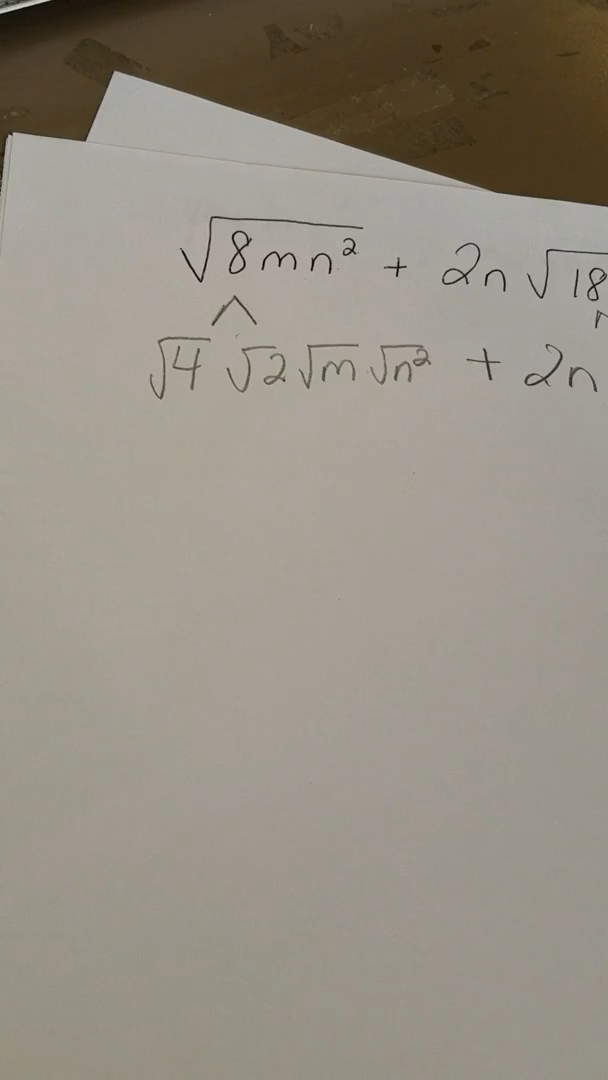 √8mn² + 2n √18
√4 √2 √m √n² + 2n